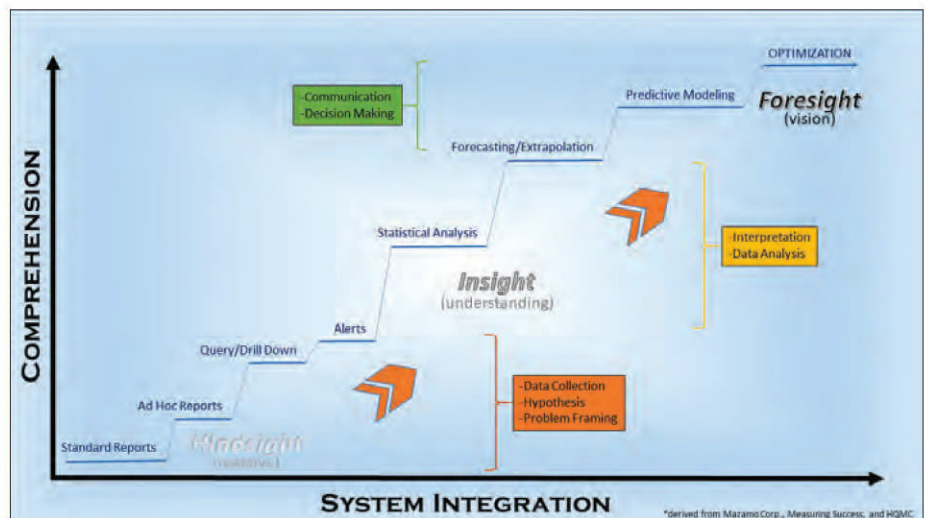 OPTIMIZATION
Predictive Modeling
Foresight
(vision)
-Communication
-Decision Making
Forecasting/Extrapolation
Statistical Analysis
-Interpretation
-Data Analysis
Insight
(understanding)
Alerts
Query/Drill Down
-Data Collection
-Hypothesis
-Problem Framing
Ad Hoc Reports
Hindsight
Standard Reports
COMPREHENSION
SYSTEM INTEGRATION
*derived from Mazamo Corp., Measuring Success, and HQMC.